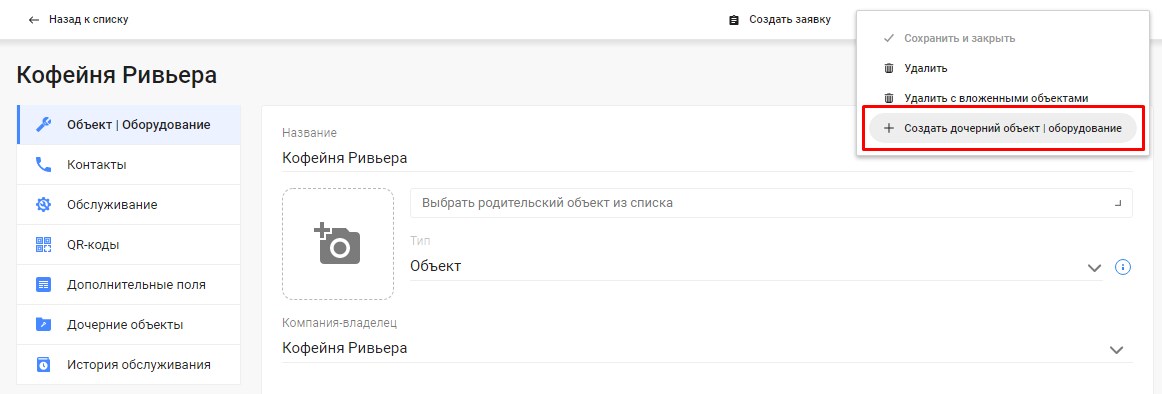 Назад к списку
Создать заявку
Сохранить и закрыть
Удалить
Удалить с вложенными объектами
Создать дочерний объект | оборудование
Кофейня Ривьера
Объект | Оборудование
Контакты
Обслуживание
QR-коды
Дополнительные поля
Дочерние объекты
История обслуживания
Название
Кофейня Ривьера
Выбрать родительский объект из списка
Тип
Объект
Компания-владелец
Кофейня Ривьера